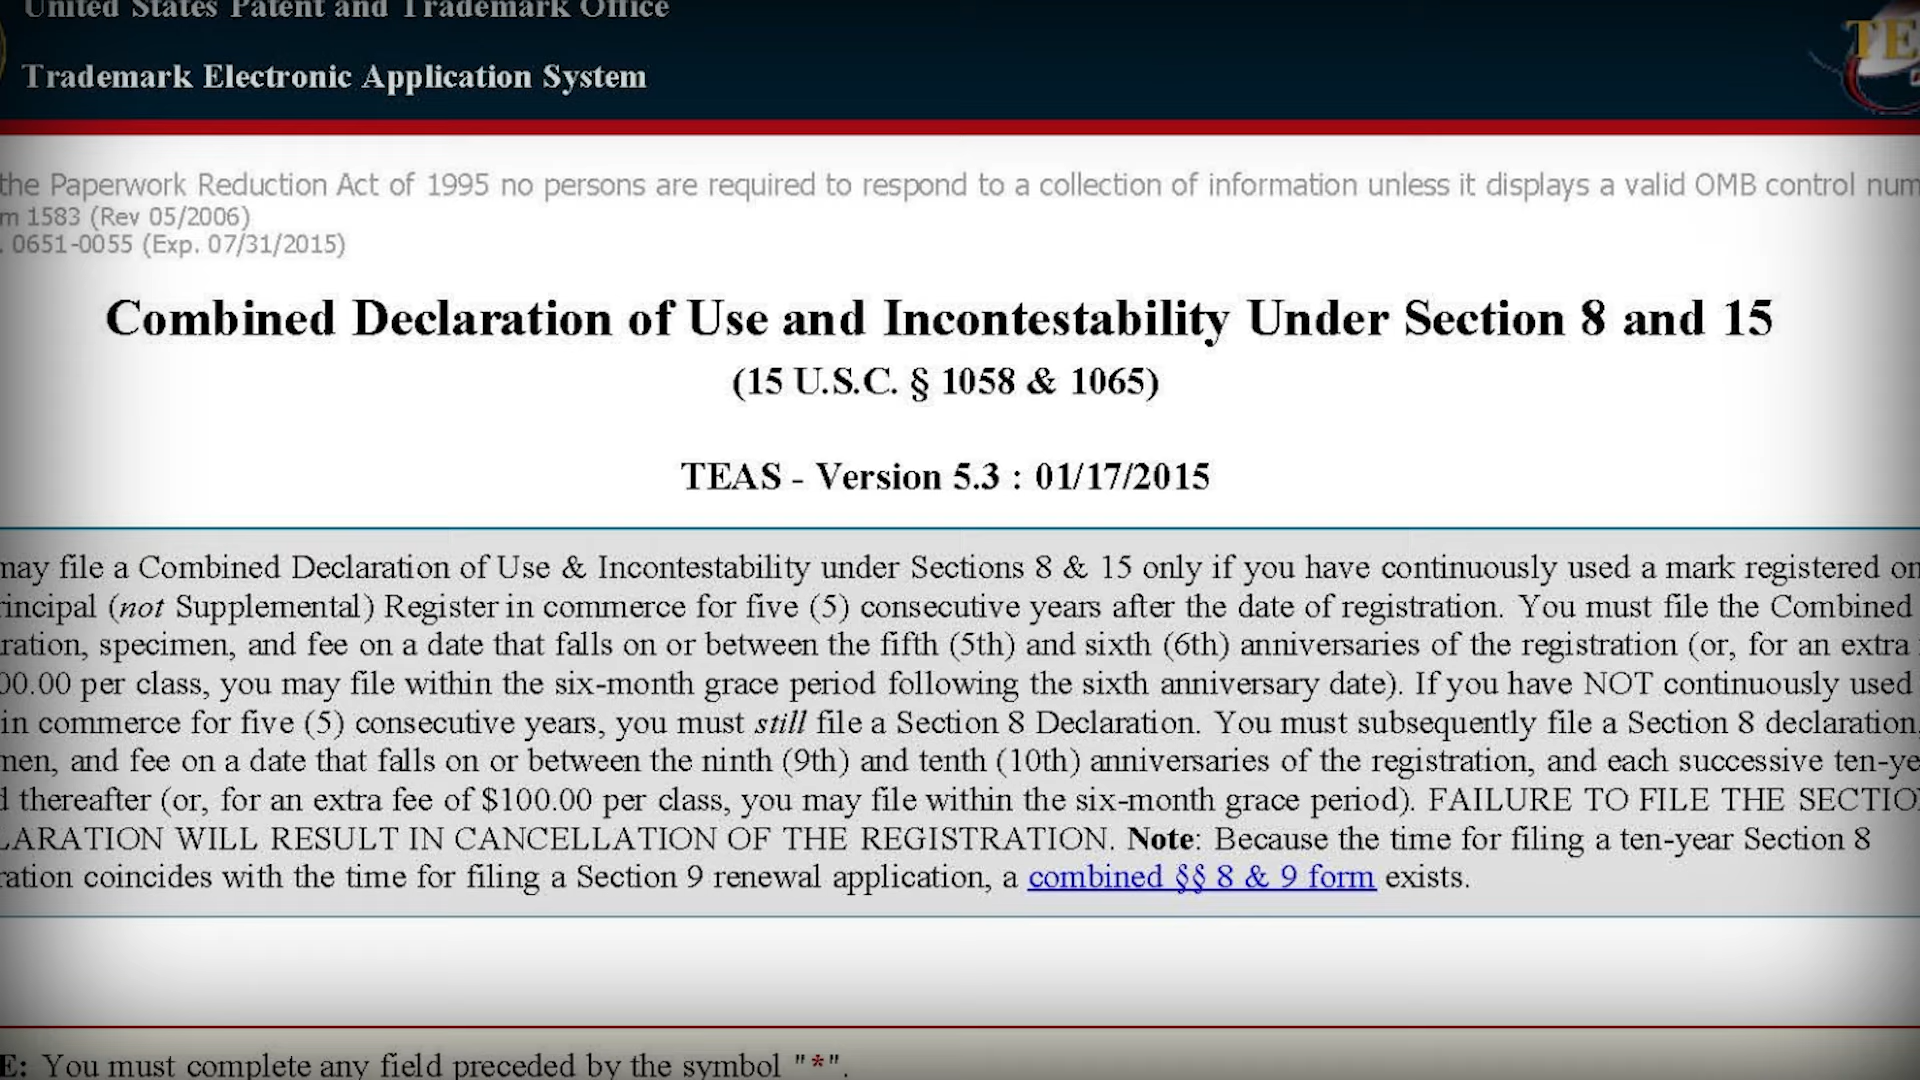 United States Patent and Trademark Office
Trademark Electronic Application System
TE
the Paperwork Reduction Act of 1995 no persons are required to respond to a collection of information unless it displays a valid OMB control num
m 1583 (Rev 05/2006)
. 0651-0055 (Exp. 07/31/2015)
Combined Declaration of Use and Incontestability Under Section 8 and 15
(15 U.S.C. § 1058 & 1065)
TEAS - Version 5.3 : 01/17/2015
may file a Combined Declaration of Use & Incontestability under Sections 8 & 15 only if you have continuously used a mark registered on
rincipal (not Supplemental) Register in commerce for five (5) consecutive years after the date of registration. You must file the Combined
ration, specimen, and fee on a date that falls on or between the fifth (5th) and sixth (6th) anniversaries of the registration (or, for an extra
00.00 per class, you may file within the six-month grace period following the sixth anniversary date). If you have NOT continuously used
in commerce for five (5) consecutive years, you must still file a Section 8 Declaration. You must subsequently file a Section 8 declaration,
men, and fee on a date that falls on or between the ninth (9th) and tenth (10th) anniversaries of the registration, and each successive ten-ye
d thereafter (or, for an extra fee of $100.00 per class, you may file within the six-month grace period). FAILURE TO FILE THE SECTIO
LARATION WILL RESULT IN CANCELLATION OF THE REGISTRATION. Note: Because the time for filing a ten-year Section 8
ration coincides with the time for filing a Section 9 renewal application, a combined §§ 8 & 9 form exists.
E: You must complete any field preceded by the symbol "*".